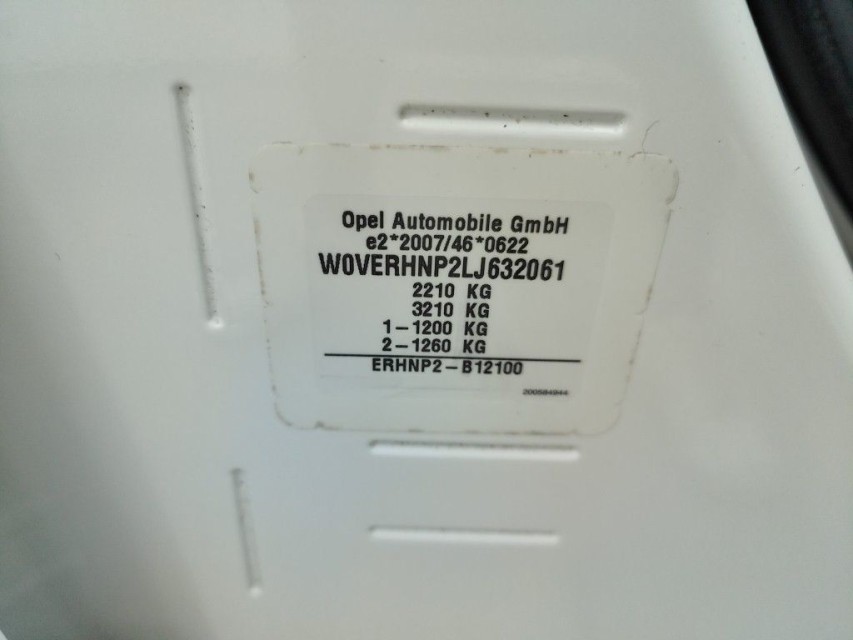 Opel Automobile GmbH
e2*2007/46*0622
W0VERHNP2LJ632061
2210 KG
3210 KG
1-1200 KG
2-1260 KG
ERHNP2-B12100